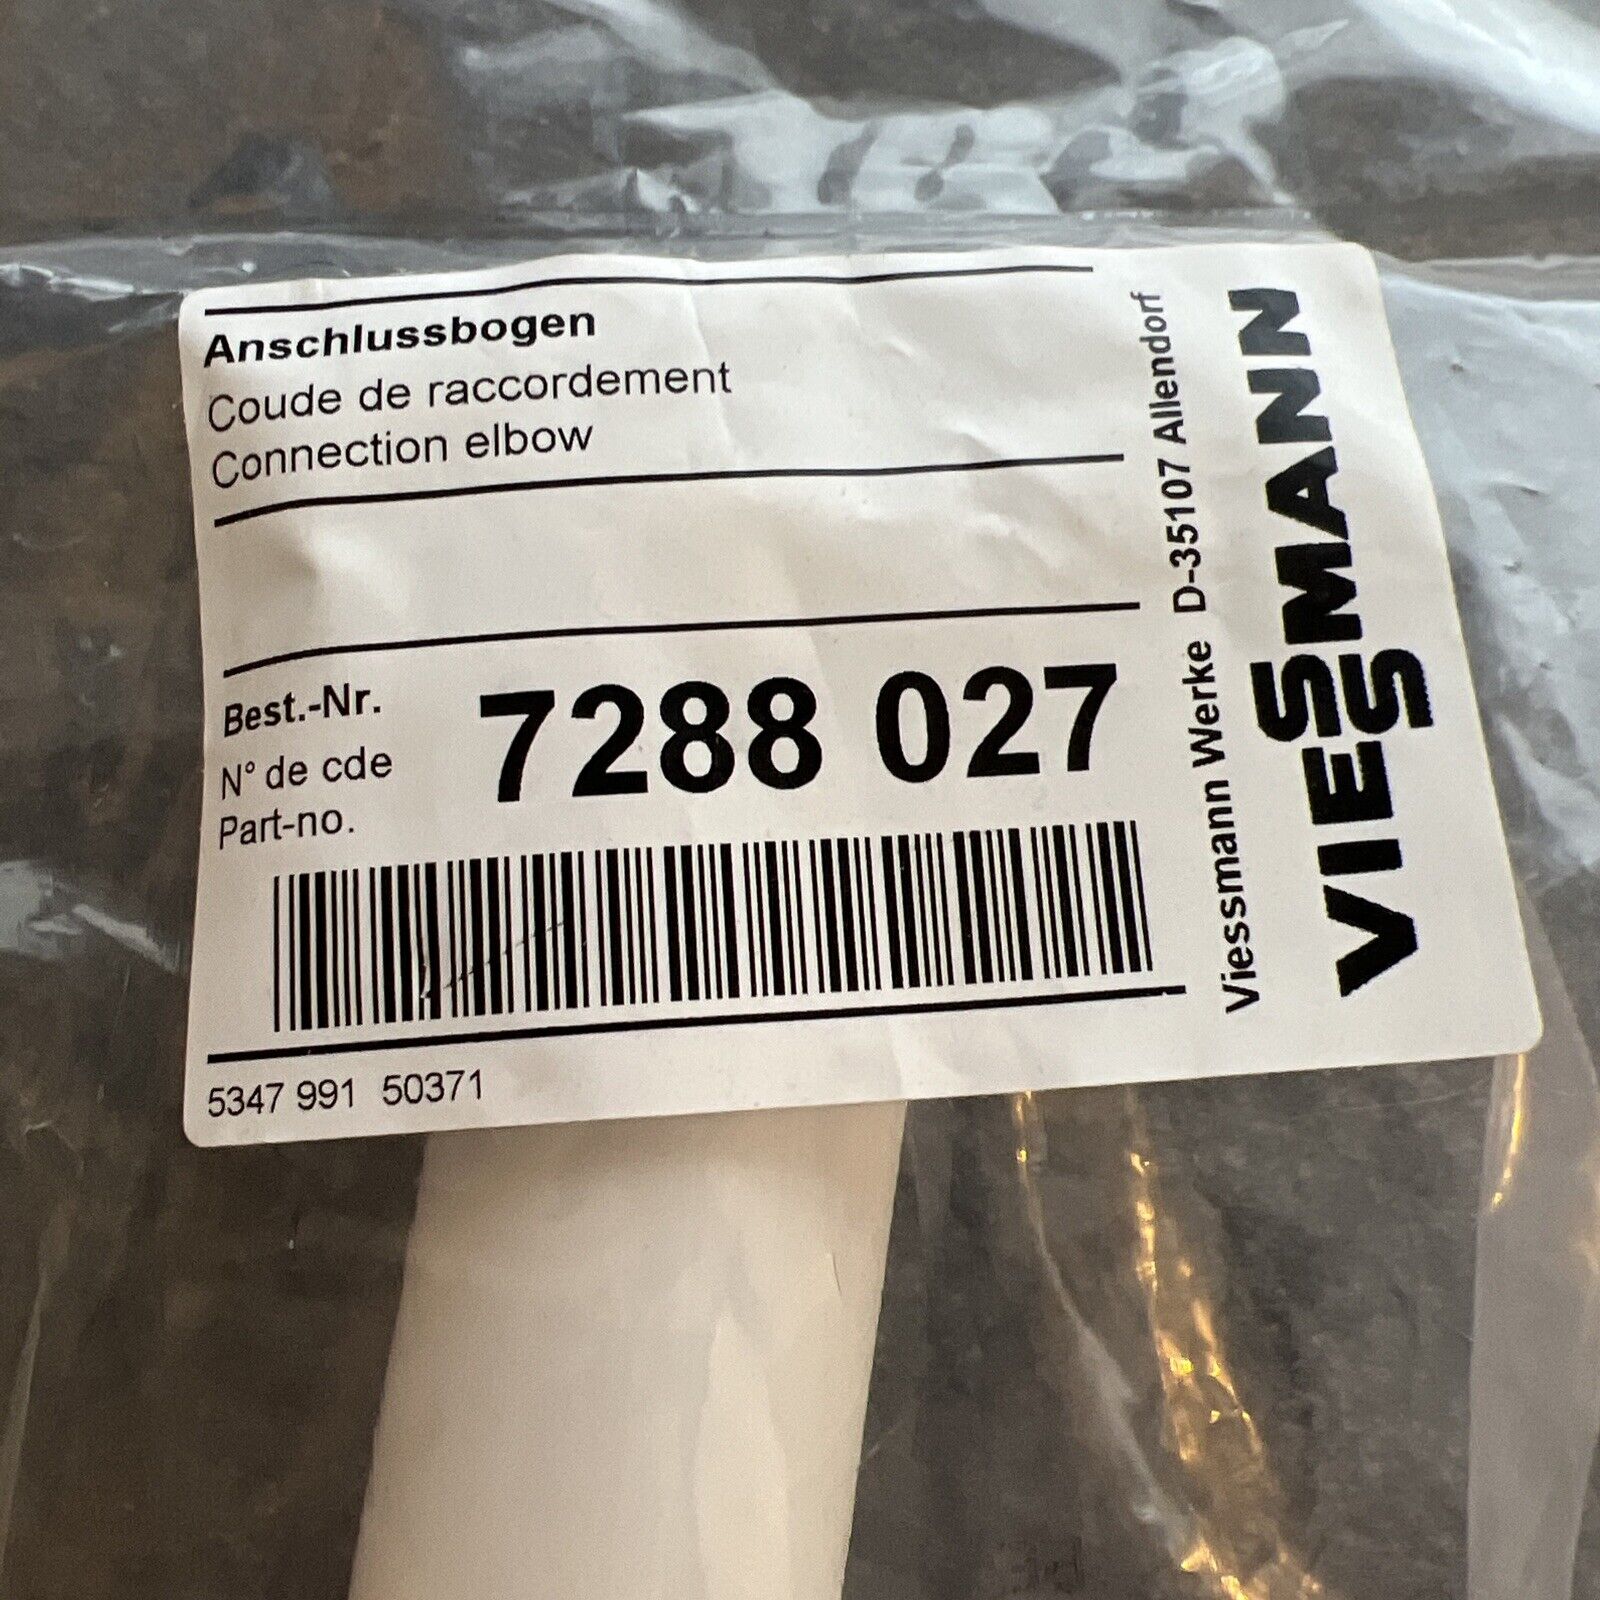 Anschlussbogen
Coude de raccordement
Connection elbow
Best.-Nr.
N° de cde
Part-no.
7288 027
5347 991 50371
Viessmann Werke D-35107 Allendorf
VIESSMANN